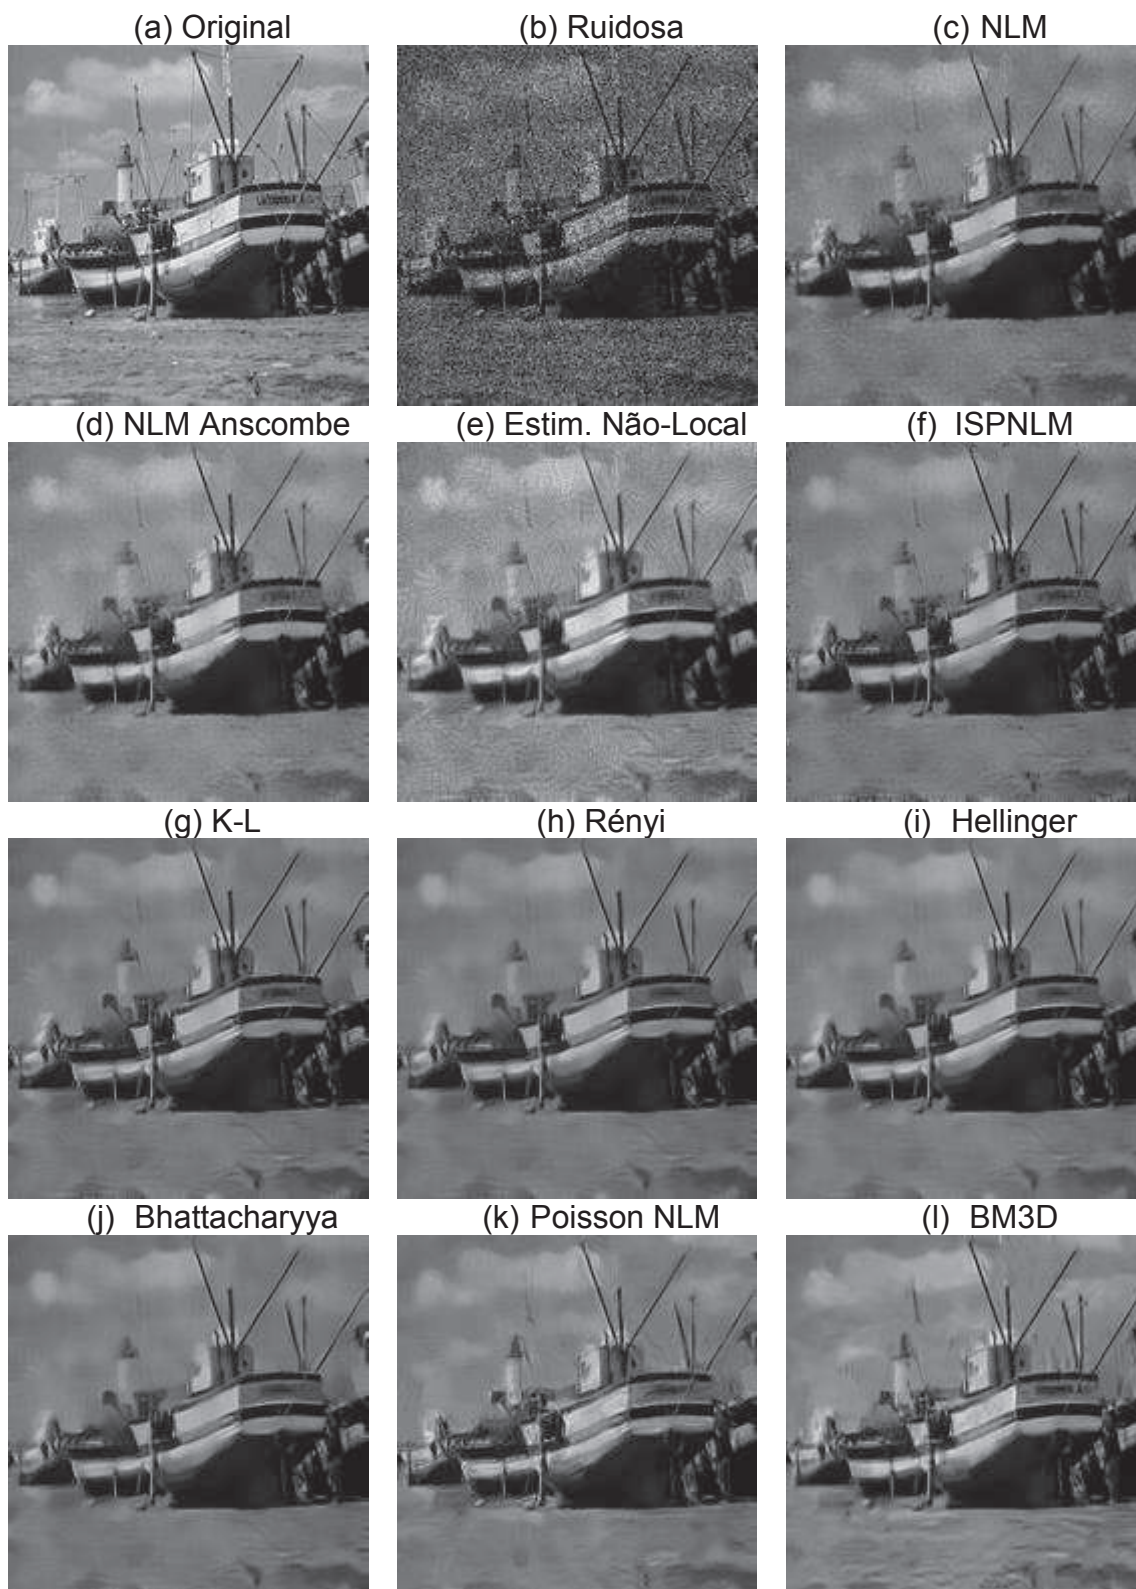 (a) Original
(b) Ruidosa
(c) NLM
(d) NLM Anscombe
(e) Estim. Não-Local
(f) ISPNLM
(g) K-L
(h) Rényi
(i) Hellinger
(j) Bhattacharyya
(k) Poisson NLM
(l) BM3D